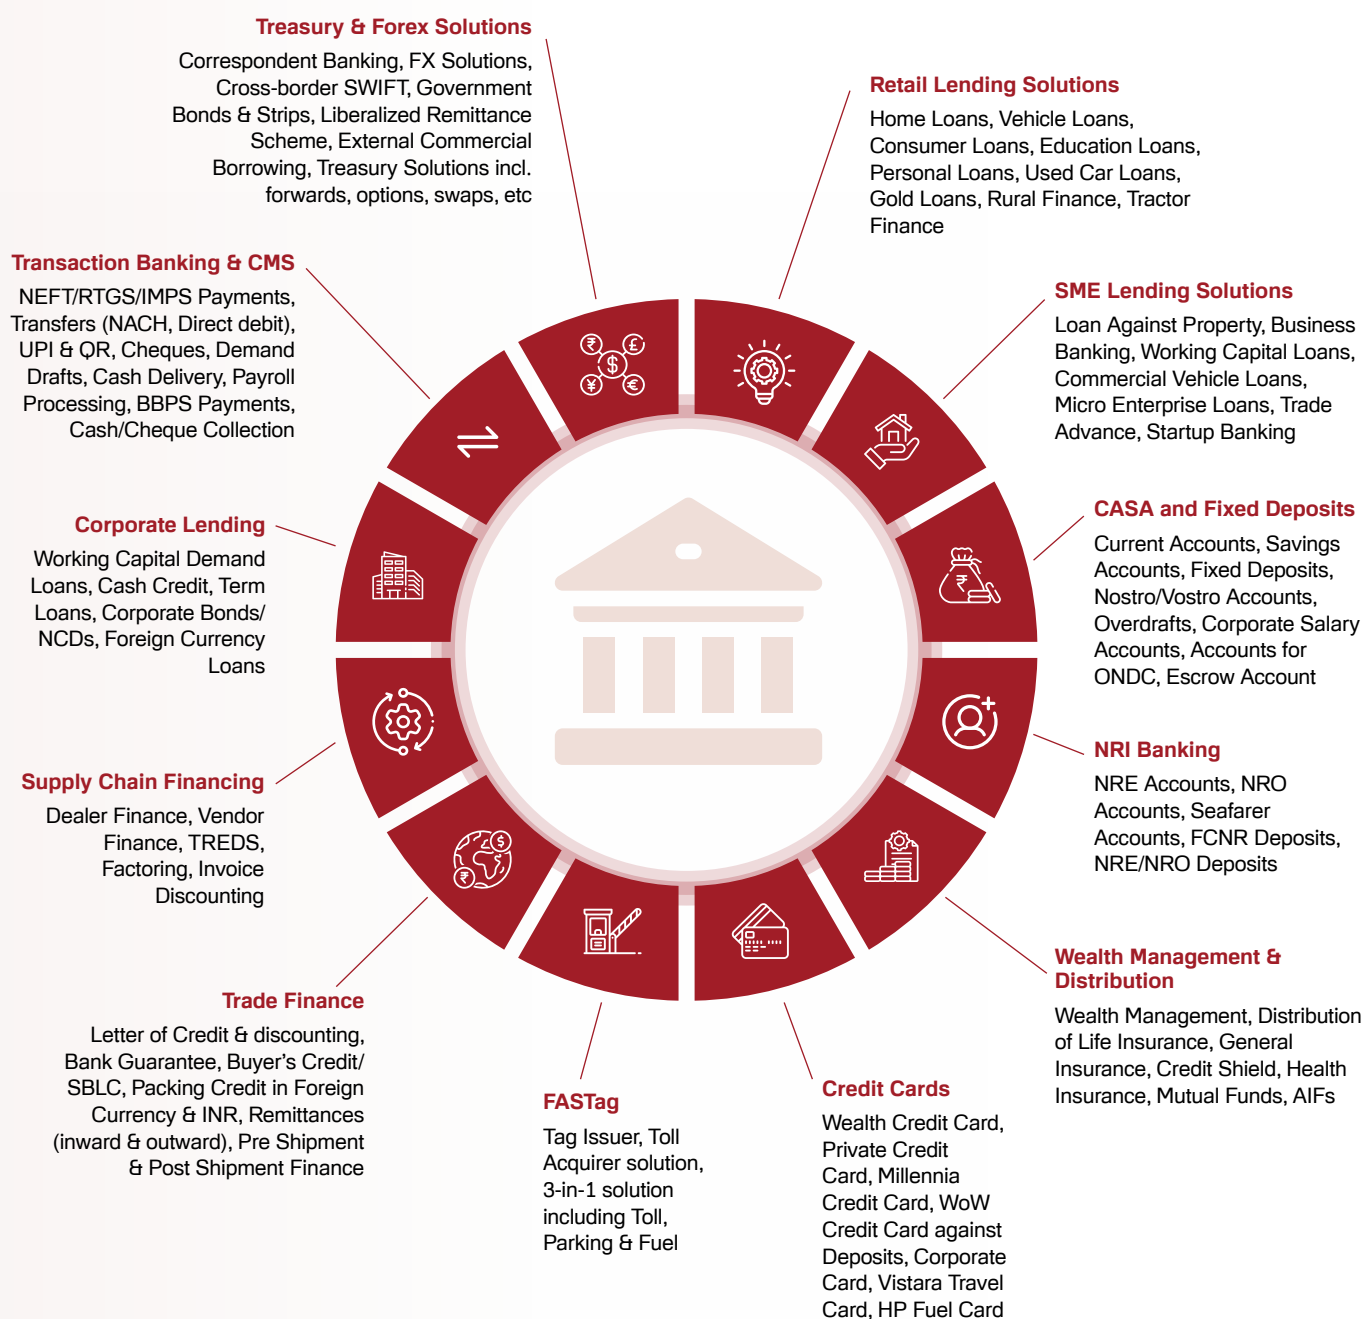 Treasury & Forex Solutions
Correspondent Banking, FX Solutions,
Cross-border SWIFT, Government
Bonds & Strips, Liberalized Remittance
Scheme, External Commercial
Borrowing, Treasury Solutions incl.
forwards, options, swaps, etc
Retail Lending Solutions
Home Loans, Vehicle Loans,
Consumer Loans, Education Loans,
Personal Loans, Used Car Loans,
Gold Loans, Rural Finance, Tractor
Finance
Transaction Banking & CMS
NEFT/RTGS/IMPS Payments,
Transfers (NACH, Direct debit),
UPI & QR, Cheques, Demand
Drafts, Cash Delivery, Payroll
Processing, BBPS Payments,
Cash/Cheque Collection
SME Lending Solutions
Loan Against Property, Business
Banking, Working Capital Loans,
Commercial Vehicle Loans,
Micro Enterprise Loans, Trade
Advance, Startup Banking
Corporate Lending
Working Capital Demand
Loans, Cash Credit, Term
Loans, Corporate Bonds/
NCDs, Foreign Currency
Loans
CASA and Fixed Deposits
Current Accounts, Savings
Accounts, Fixed Deposits,
Nostro/Vostro Accounts,
Overdrafts, Corporate Salary
Accounts, Accounts for
ONDC, Escrow Account
Supply Chain Financing
Dealer Finance, Vendor
Finance, TREDS,
Factoring, Invoice
Discounting
NRI Banking
NRE Accounts, NRO
Accounts, Seafarer
Accounts, FCNR Deposits,
NRE/NRO Deposits
Trade Finance
Letter of Credit & discounting,
Bank Guarantee, Buyer’s Credit/
SBLC, Packing Credit in Foreign
Currency & INR, Remittances
(inward & outward), Pre Shipment
& Post Shipment Finance
FASTag
Tag Issuer, Toll
Acquirer solution,
3-in-1 solution
including Toll,
Parking & Fuel
Credit Cards
Wealth Credit Card,
Private Credit
Card, Millennia
Credit Card, WoW
Credit Card against
Deposits, Corporate
Card, Vistara Travel
Card, HP Fuel Card
Wealth Management &
Distribution
Wealth Management, Distribution
of Life Insurance, General
Insurance, Credit Shield, Health
Insurance, Mutual Funds, AIFs